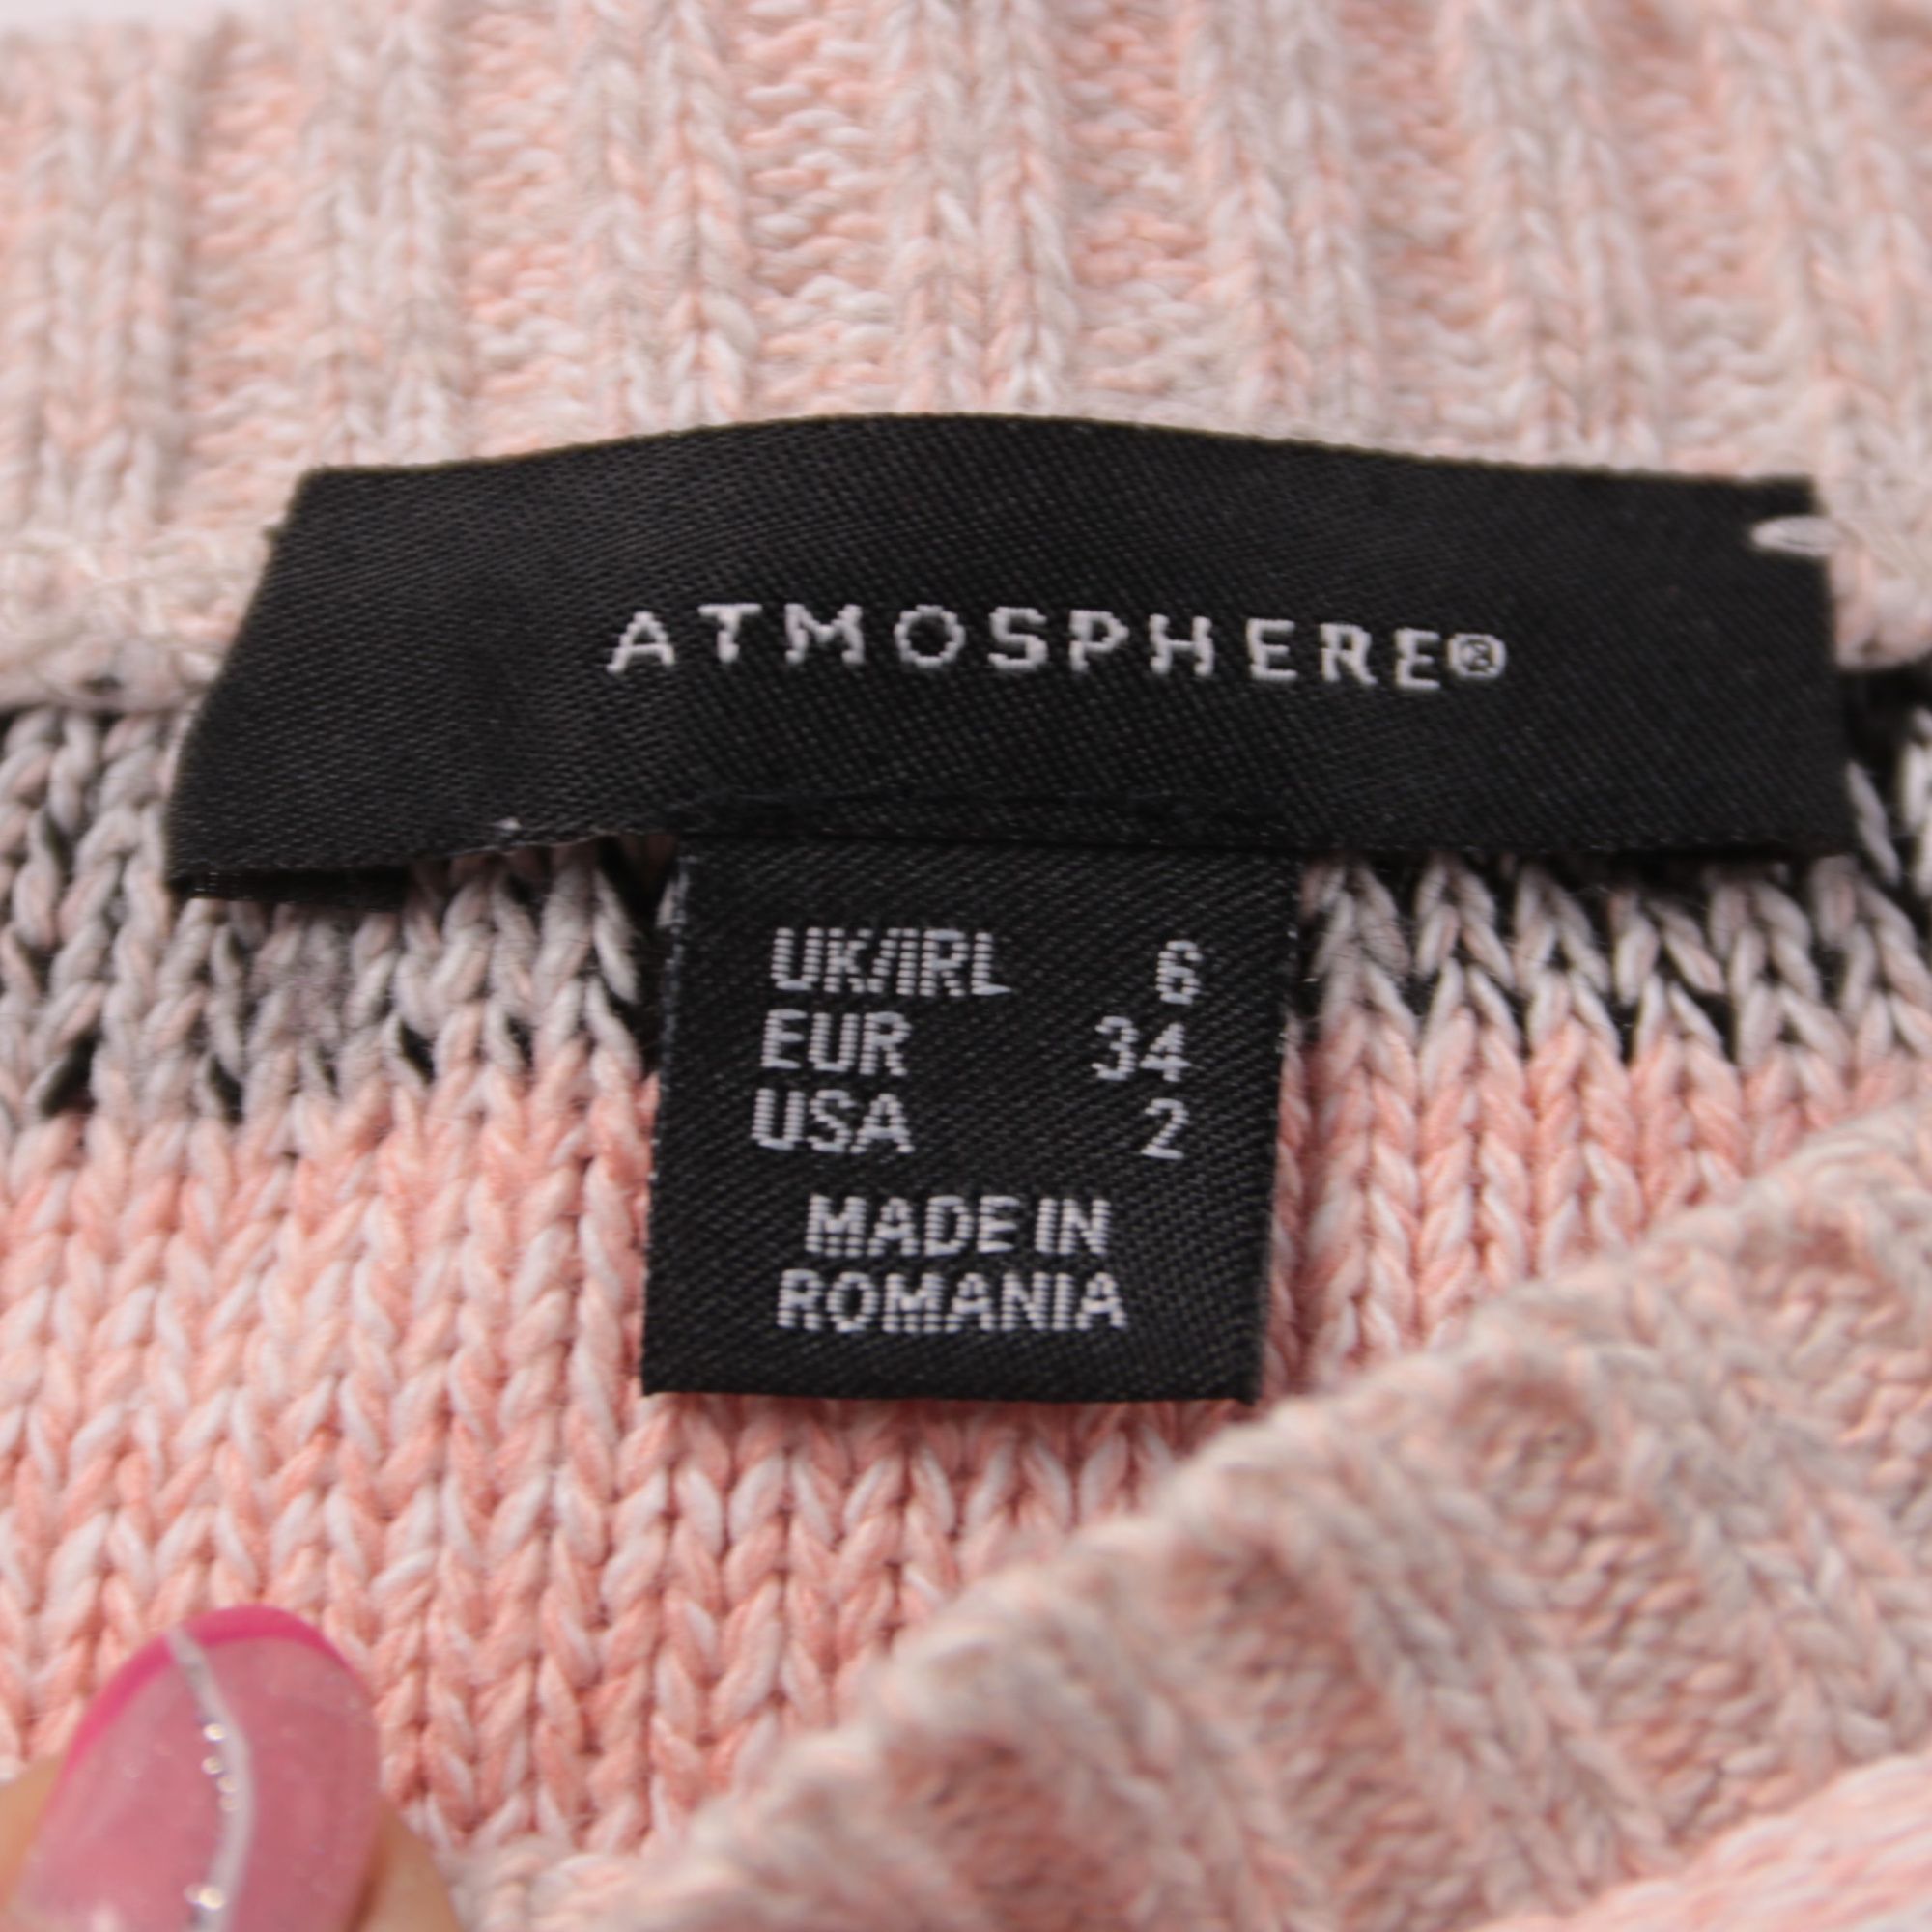 ATMOSPHERE®
UK/IRL 6
EUR 34
USA 2
MADE IN
ROMANIA